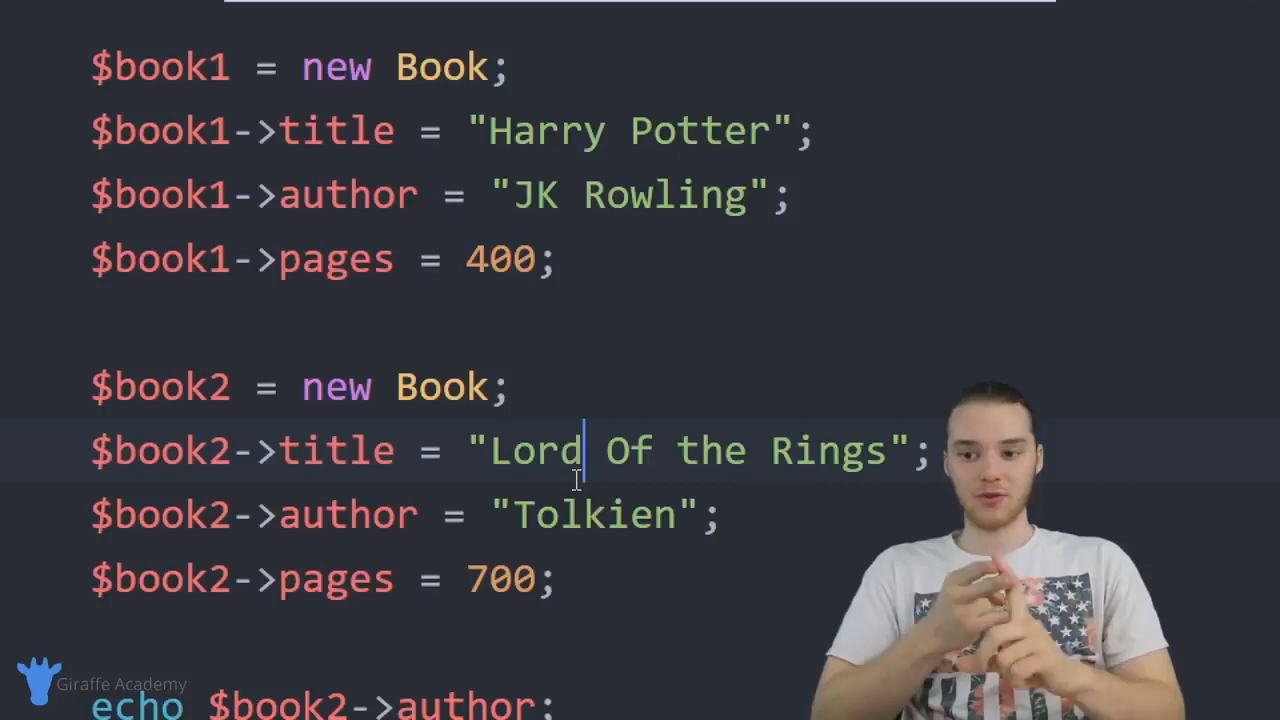 $book1 = new Book;
$book1->title = "Harry Potter";
$book1->author = "JK Rowling";
$book1->pages = 400;
$book2 = new Book;
$book2->title = "Lord Of the Rings";
$book2->author = "Tolkien";
$book2->pages = 700;
Giraffe Academy
echo $book2->author;